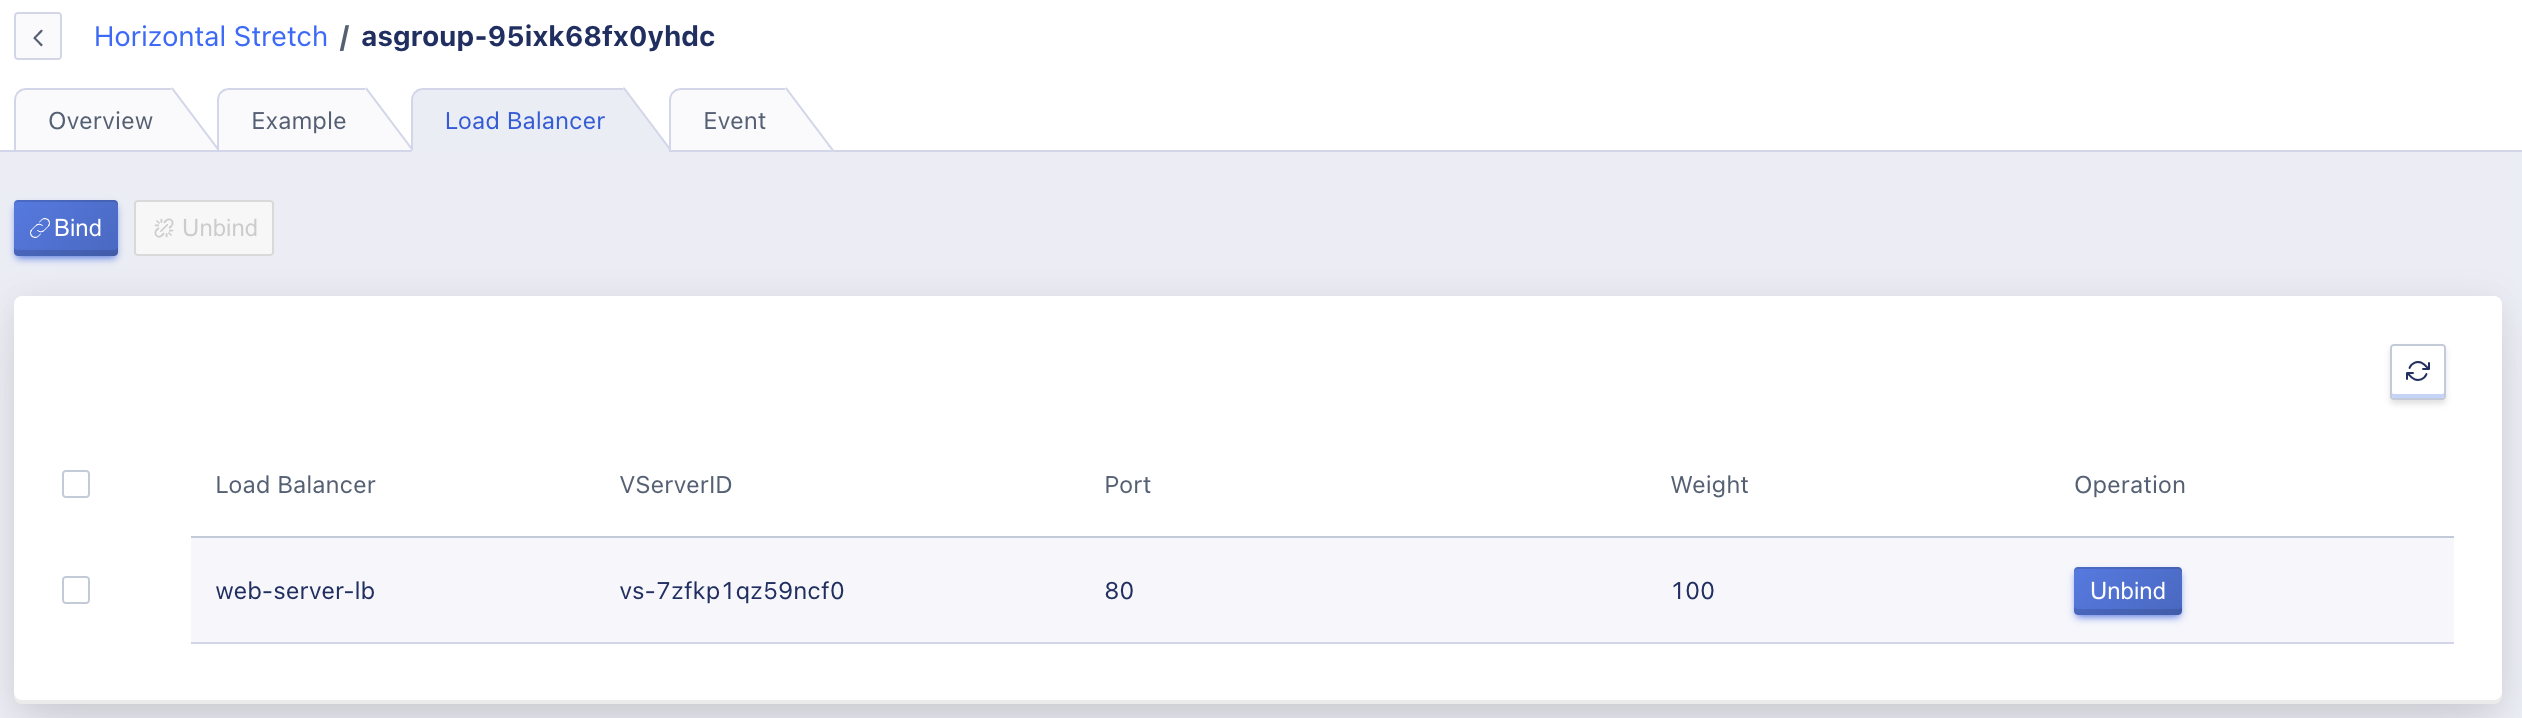 Horizontal Stretch / asgroup-95ixk68fx0yhdc
Overview Example Load Balancer Event
Bind Unbind
Load Balancer VServerID Port Weight Operation
web-server-lb vs-7zfkp1qz59ncf0 80 100 Unbind